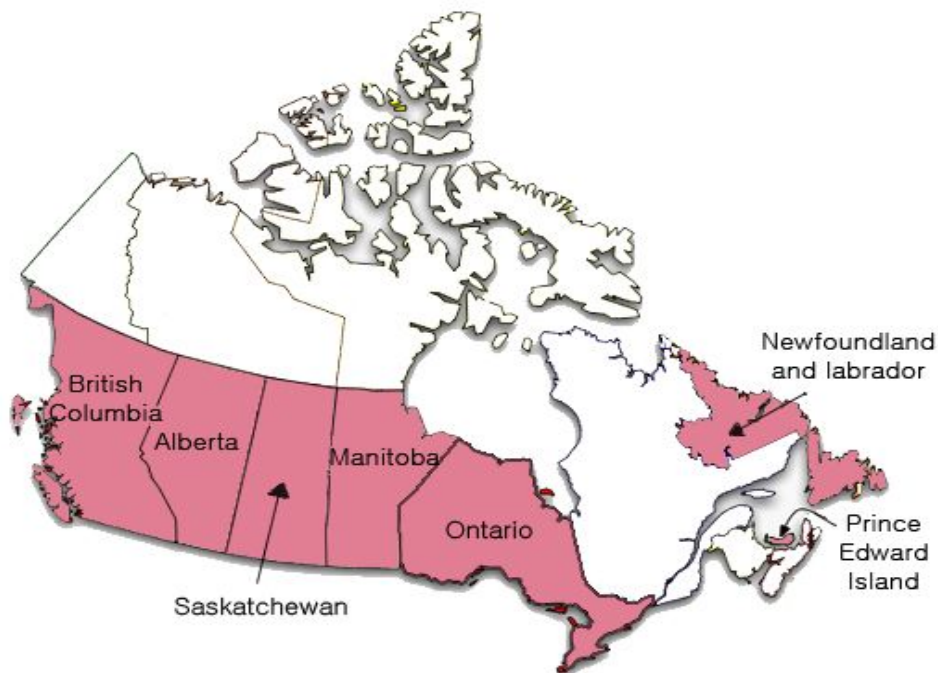 Newfoundland
and labrador
British
Columbia
Alberta
Manitoba
Ontario
Prince
Edward
Island
Saskatchewan